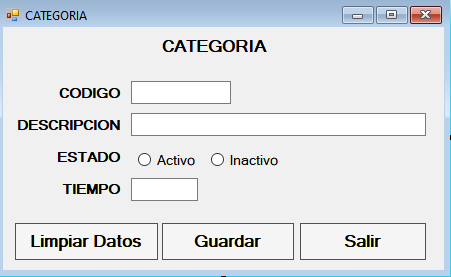 CATEGORIA
CATEGORIA
CODIGO
DESCRIPCION
ESTADO Activo Inactivo
TIEMPO
Limpiar Datos Guardar Salir